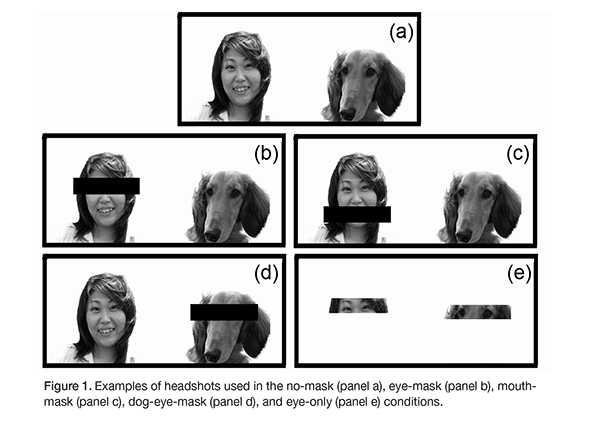 (a)
(b)
(c)
(d)
(e)
Figure 1. Examples of headshots used in the no-mask (panel a), eye-mask (panel b), mouth-
mask (panel c), dog-eye-mask (panel d), and eye-only (panel e) conditions.